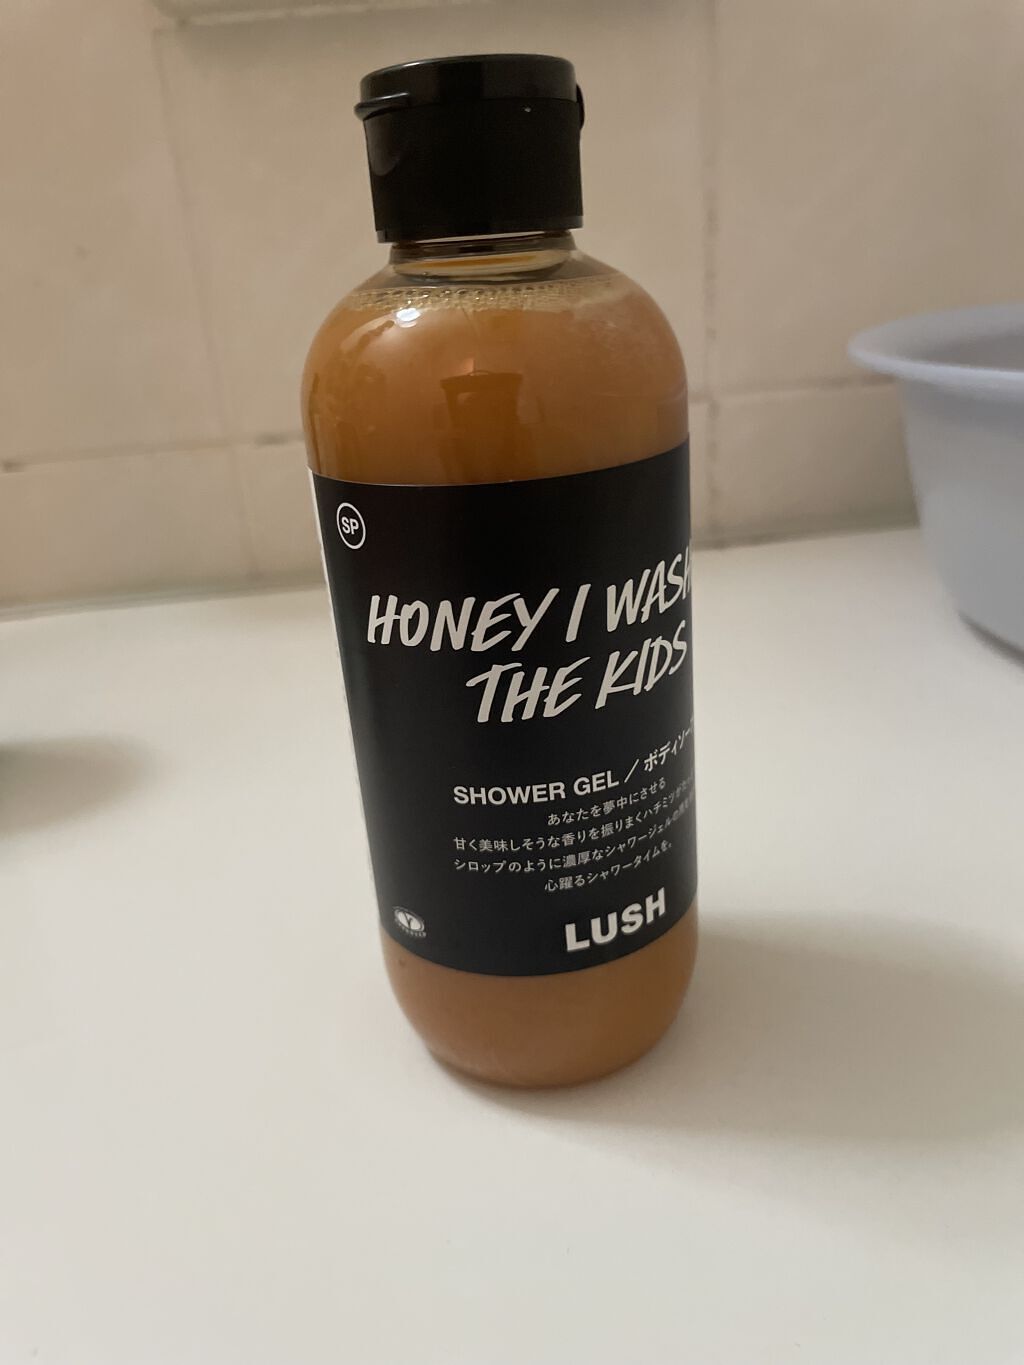 SP
HONEY I WASH
THE KIDS
SHOWER GEL / ボディソー
あなたを夢中にさせる
甘く美味しそうな香りを振りまくハチミツが
シロップのように濃厚なシャワージェルの
心躍るシャワータイムを。
LUSH